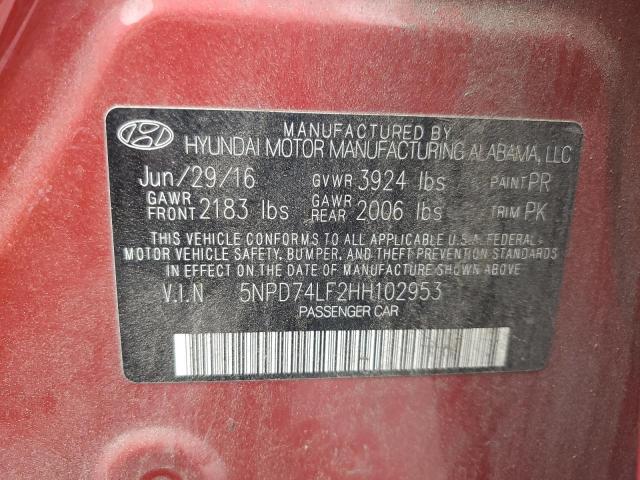 MANUFACTURED BY
HYUNDAI MOTOR MANUFACTURING ALABAMA, LLC
Jun/29/16 GVWR 3924 lbs PAINT PR
GAWR FRONT 2183 lbs GAWR REAR 2006 lbs TRIM PK
THIS VEHICLE CONFORMS TO ALL APPLICABLE U.S.A. FEDERAL
MOTOR VEHICLE SAFETY, BUMPER, AND THEFT PREVENTION STANDARDS
IN EFFECT ON THE DATE OF MANUFACTURE SHOWN ABOVE
V.I.N 5NPD74LF2HH102953
PASSENGER CAR